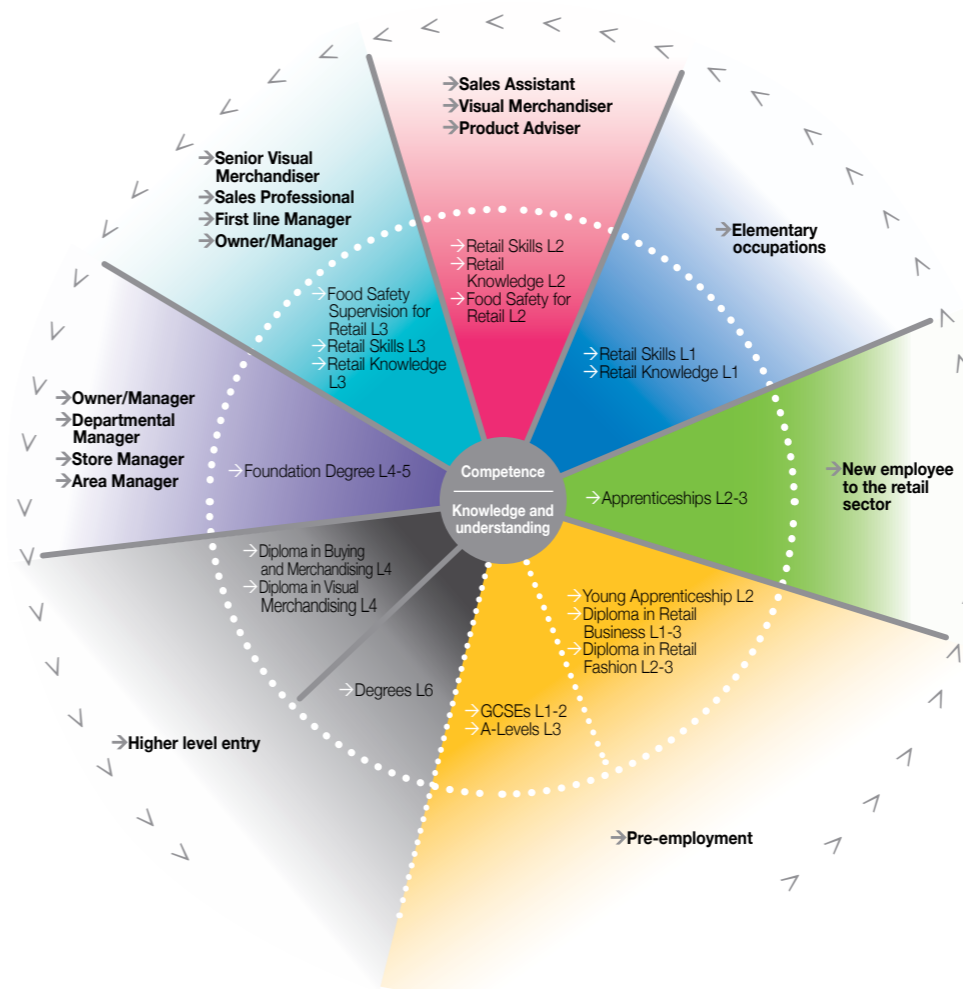 →Sales Assistant
→Visual Merchandiser
→Product Adviser
→Senior Visual
Merchandiser
→Sales Professional
→First line Manager
→Owner/Manager
→Elementary
occupations
→Retail Skills L2
→Retail
Knowledge L2
→Food Safety for
Retail L2
→Food Safety
Supervision for
Retail L3
→Retail Skills L3
→Retail Knowledge
L3
→Retail Skills L1
→Retail Knowledge L1
→Owner/Manager
→Departmental
Manager
→Store Manager
→Area Manager
→Foundation Degree L4-5
Competence
Knowledge and
understanding
→Apprenticeships L2-3
→New employee
to the retail
sector
→Diploma in Buying
and Merchandising L4
→Diploma in Visual
Merchandising L4
→Degrees L6
→Young Apprenticeship L2
→Diploma in Retail
Business L1-3
→Diploma in Retail
Fashion L2-3
→GCSEs L1-2
→A-Levels L3
→Higher level entry
→Pre-employment